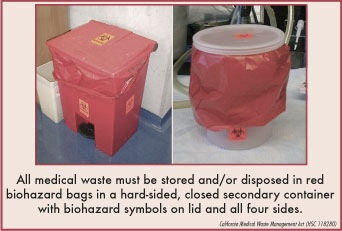 All medical waste must be stored and/or disposed in red
biohazard bags in a hard-sided, closed secondary container
with biohazard symbols on lid and all four sides.
California Medical Waste Management Act (HSC 118280)